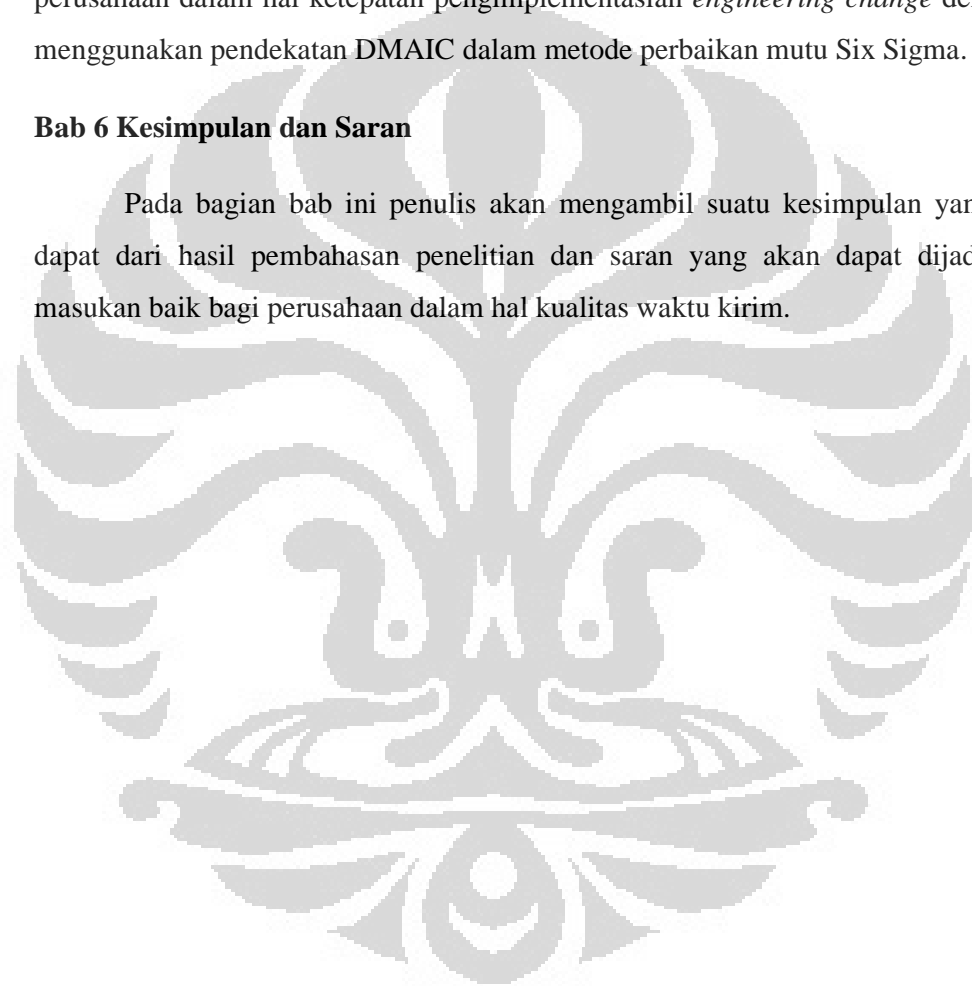 perusahaan dalam hal ketepatan pengimplementasian engineering change de
menggunakan pendekatan DMAIC dalam metode perbaikan mutu Six Sigma.
Bab 6 Kesimpulan dan Saran
Pada bagian bab ini penulis akan mengambil suatu kesimpulan yan
dapat dari hasil pembahasan penelitian dan saran yang akan dapat dijad
masukan baik bagi perusahaan dalam hal kualitas waktu kirim.